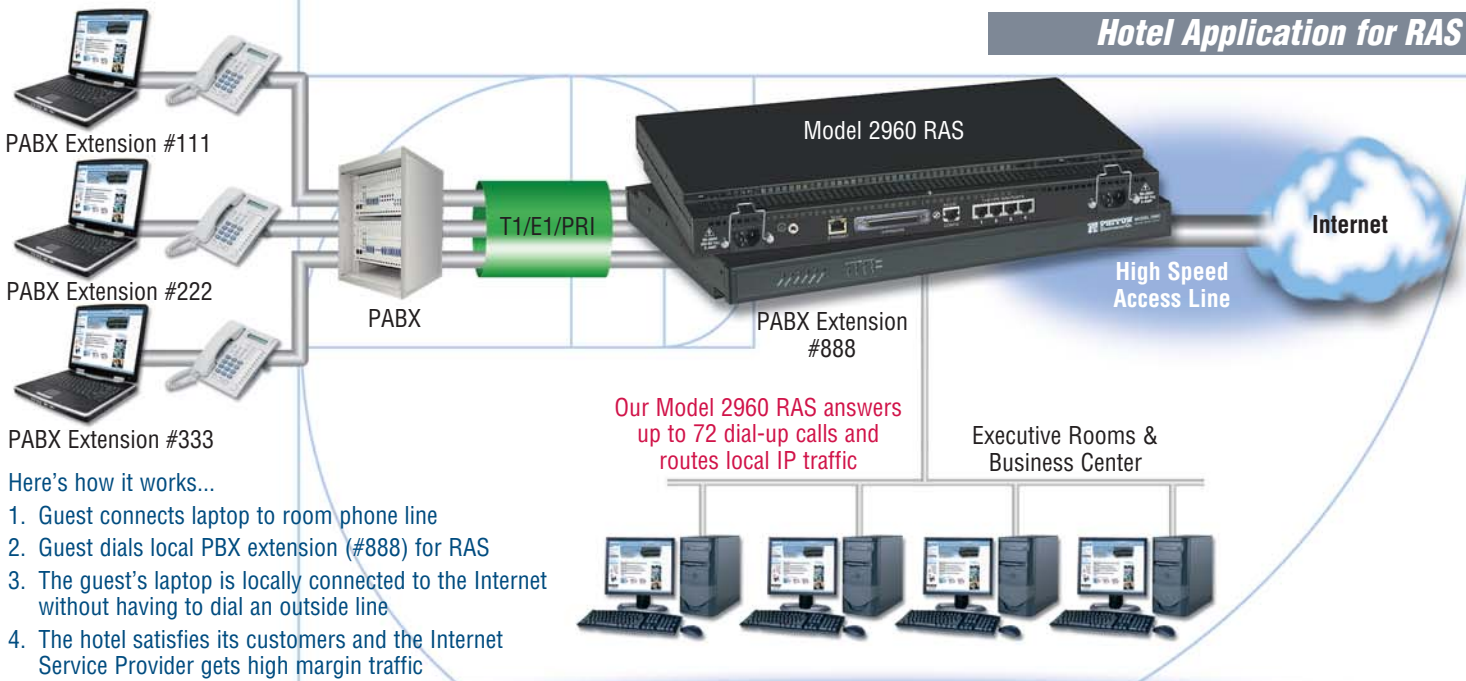 Hotel Application for RAS
PABX Extension #111
PABX Extension #222
PABX Extension #333
PABX
T1/E1/PRI
Model 2960 RAS
PABX Extension
#888
High Speed
Access Line
Internet
Our Model 2960 RAS answers
up to 72 dial-up calls and
routes local IP traffic
Executive Rooms &
Business Center
Here's how it works...
1. Guest connects laptop to room phone line
2. Guest dials local PBX extension (#888) for RAS
3. The guest's laptop is locally connected to the Internet
without having to dial an outside line
4. The hotel satisfies its customers and the Internet
Service Provider gets high margin traffic